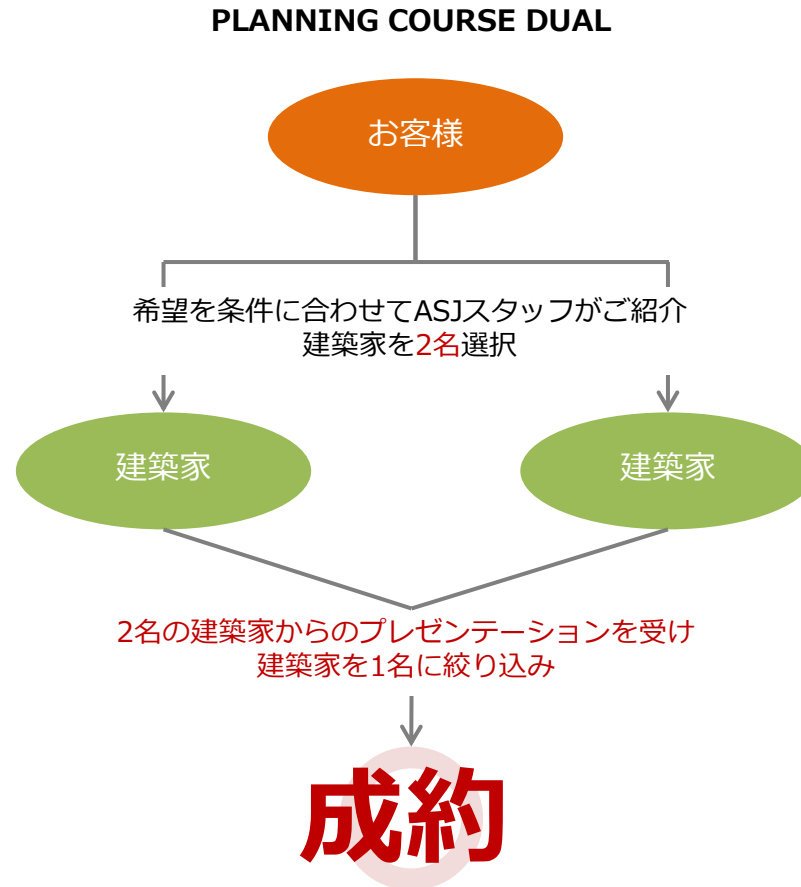 PLANNING COURSE DUAL
お客様
希望を条件に合わせてASJスタッフがご紹介
建築家を2名選択
建築家
建築家
2名の建築家からのプレゼンテーションを受け
建築家を1名に絞り込み
成約